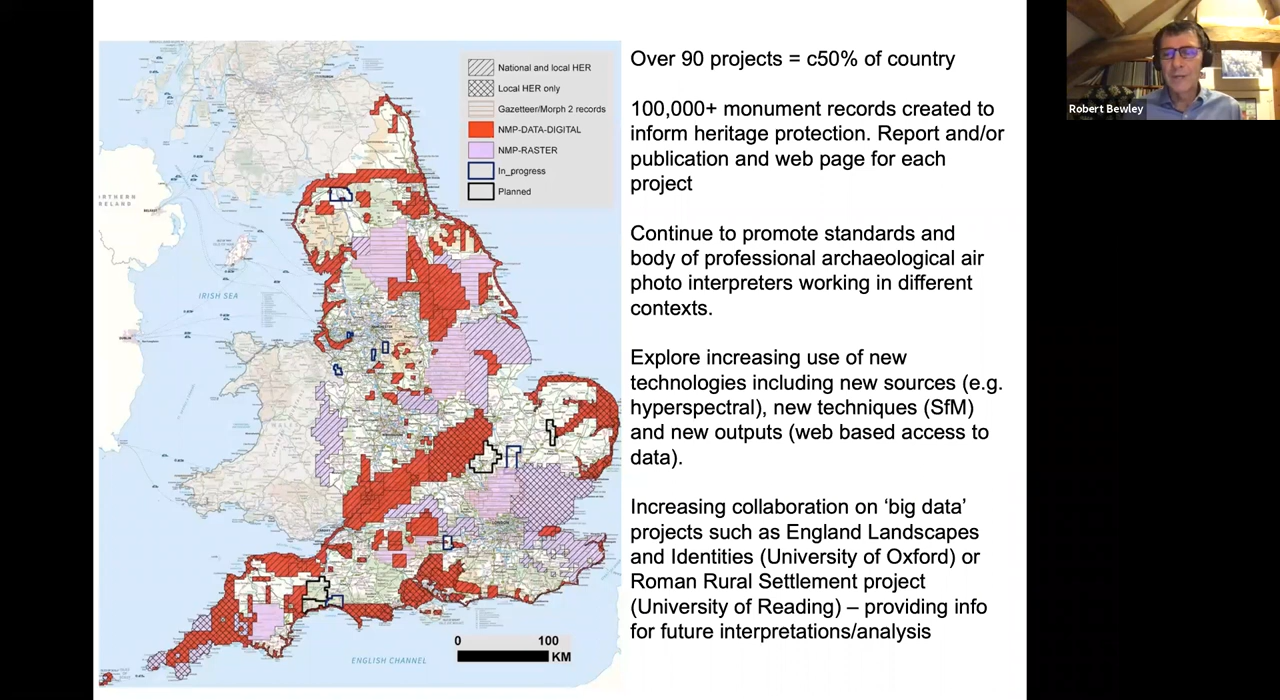 National and local HER
Local HER only
Gazetteer/Morph 2 records
NMP-DATA-DIGITAL
NMP-RASTER
In_progress
Planned
IRISH SEA
LONDON
ENGLISH CHANNEL
0 100
KM
Over 90 projects = c50% of country
100,000+ monument records created to
inform heritage protection. Report and/or
publication and web page for each
project
Continue to promote standards and
body of professional archaeological air
photo interpreters working in different
contexts.
Explore increasing use of new
technologies including new sources (e.g.
hyperspectral), new techniques (SfM)
and new outputs (web based access to
data).
Increasing collaboration on ‘big data’
projects such as England Landscapes
and Identities (University of Oxford) or
Roman Rural Settlement project
(University of Reading) – providing info
for future interpretations/analysis
Robert Bewley